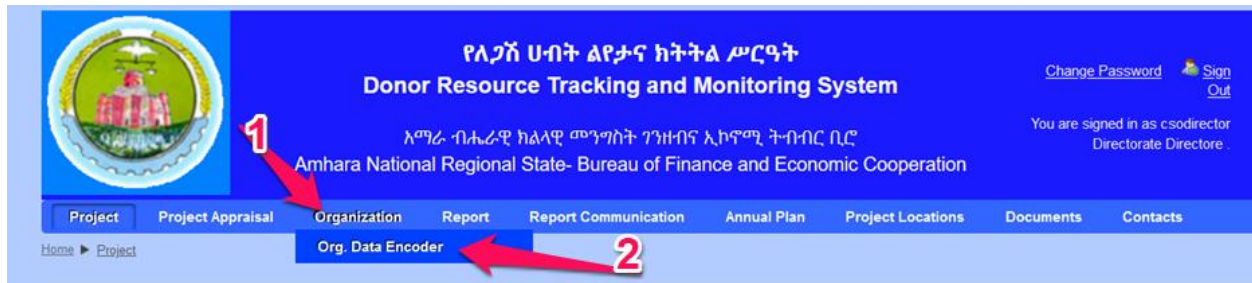 የለጋሽ ሀብት ልየታና ክትትል ሥርዓት
Donor Resource Tracking and Monitoring System
Change Password
Sign Out
አማራ ብሔራዊ ክልላዊ መንግስት ገንዘብና ኢኮኖሚ ትብብር ቢሮ
Amhara National Regional State- Bureau of Finance and Economic Cooperation
You are signed in as csodirector
Directorate Directore .
1
Project Project Appraisal Organization Report Report Communication Annual Plan Project Locations Documents Contacts
Home ▶ Project
Org. Data Encoder
2